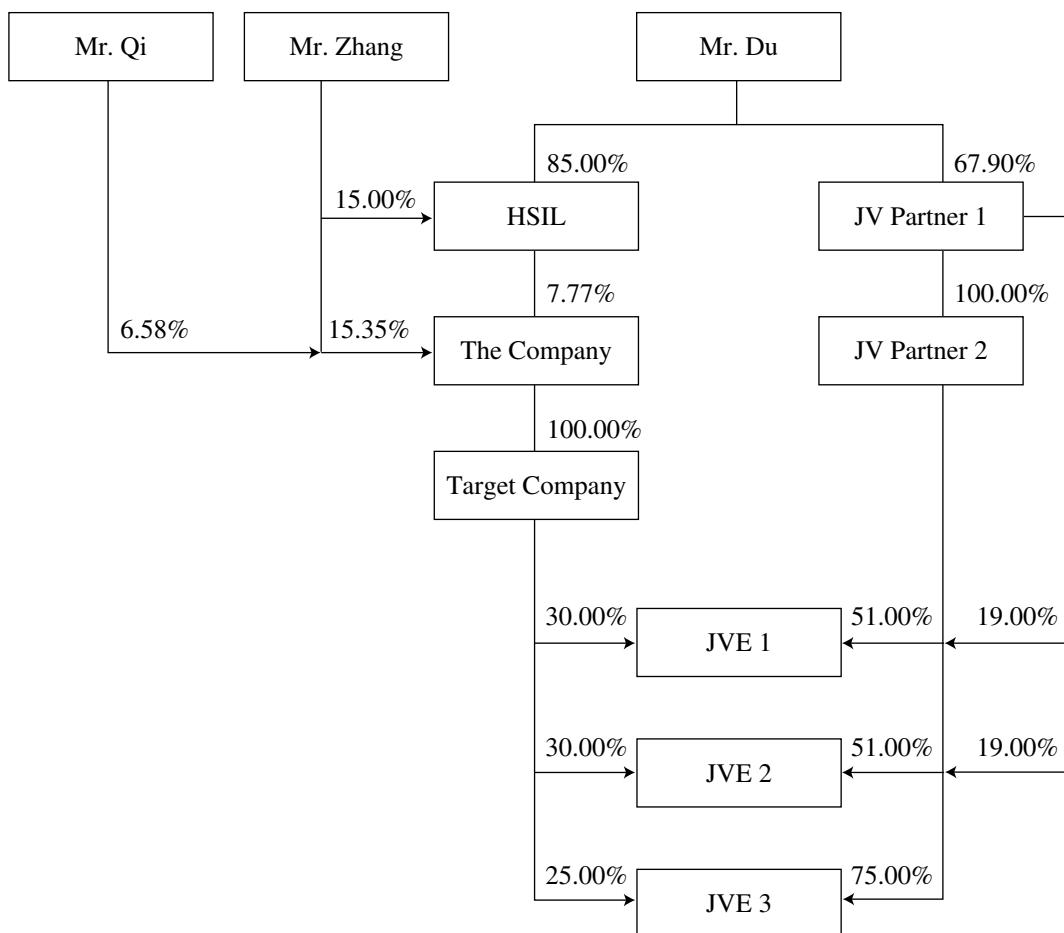 Mr. Qi
Mr. Zhang
Mr. Du
85.00%
67.90%
15.00%
HSIL
JV Partner 1
7.77%
100.00%
6.58%
15.35%
The Company
JV Partner 2
100.00%
Target Company
30.00%
JVE 1
51.00%
19.00%
30.00%
JVE 2
51.00%
19.00%
25.00%
JVE 3
75.00%